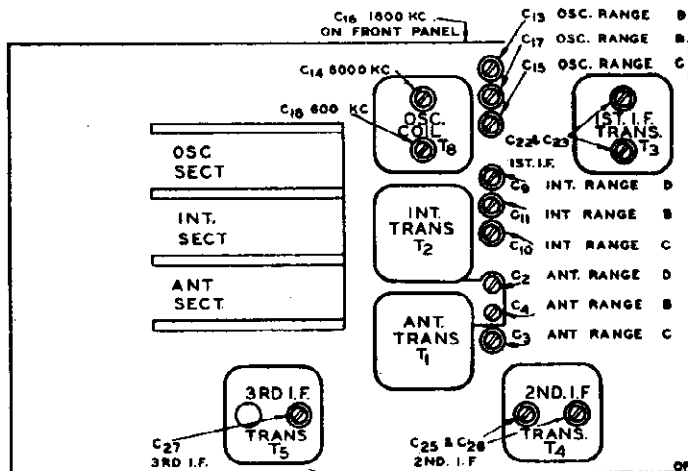 C16 1800 KC
ON FRONT PANEL
C13 OSC. RANGE D
C17 OSC. RANGE B.
C15 OSC. RANGE C
C14 6000 KC
C18 600 KC
OSC.
COIL
T8
1ST. I.F.
TRANS.
T3
C22 & C23
1ST. I.F.
OSC
SECT
INT.
SECT
ANT
SECT.
INT.
TRANS
T2
ANT.
TRANS
T1
C9 INT. RANGE D
C11 INT RANGE B
C10 INT RANGE C
C2 ANT. RANGE D
C4 ANT RANGE B
C3 ANT RANGE C
3RD I.F.
TRANS.
T5
C27
3RD I.F.
2ND. I.F
TRANS.
T4
C25 & C26
2ND. I.F